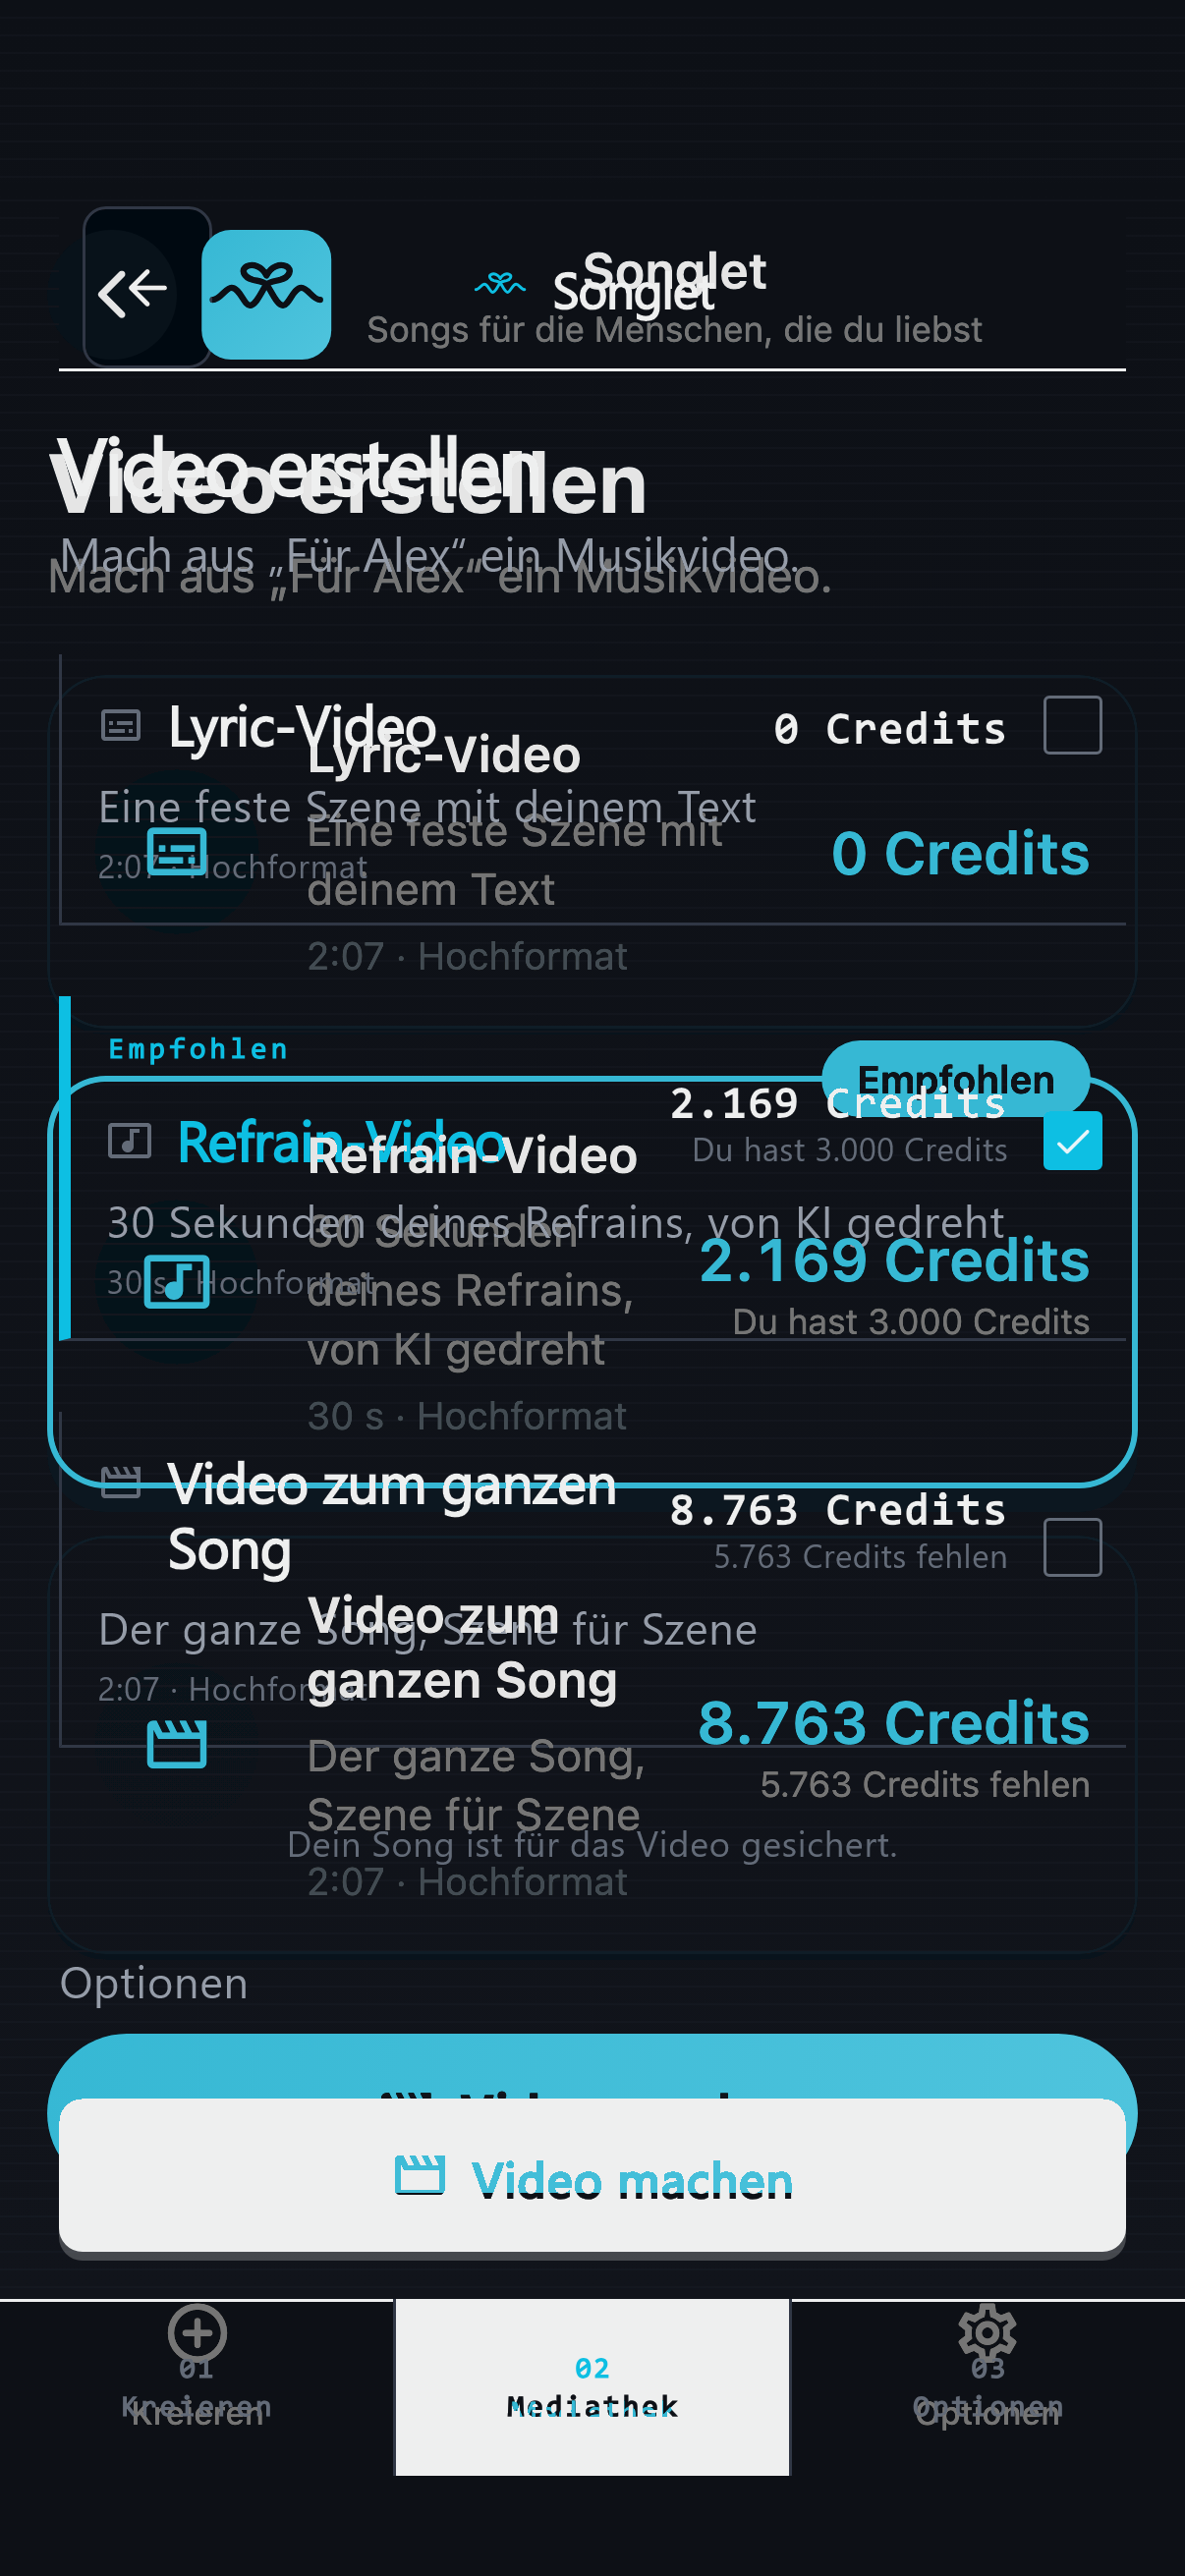 Songlet
Songlet
Songs für die Menschen, die du liebst
Video erstellen
Video erstellen
Mach aus „Für Alex“ ein Musikvideo.
Mach aus „Für Alex“ ein Musikvideo.
Lyric-Video
0 Credits
Lyric-Video
Eine feste Szene mit deinem Text
Eine feste Szene mit
deinem Text
0 Credits
2:07 · Hochformat
2:07 · Hochformat
Empfohlen
Empfohlen
2.169 Credits
Refrain-Video
Du hast 3.000 Credits
Refrain-Video
30 Sekunden deines Refrains, von KI gedreht
30 Sekunden
deines Refrains,
von KI gedreht
2.169 Credits
30 s · Hochformat
Du hast 3.000 Credits
30 s · Hochformat
Video zum ganzen
Song
8.763 Credits
5.763 Credits fehlen
Video zum
ganzen Song
Der ganze Song, Szene für Szene
2:07 · Hochformat
8.763 Credits
Der ganze Song,
Szene für Szene
5.763 Credits fehlen
Dein Song ist für das Video gesichert.
2:07 · Hochformat
Optionen
Video machen
01
Kreieren
Kreieren
02
Mediathek
03
Optionen
Optionen